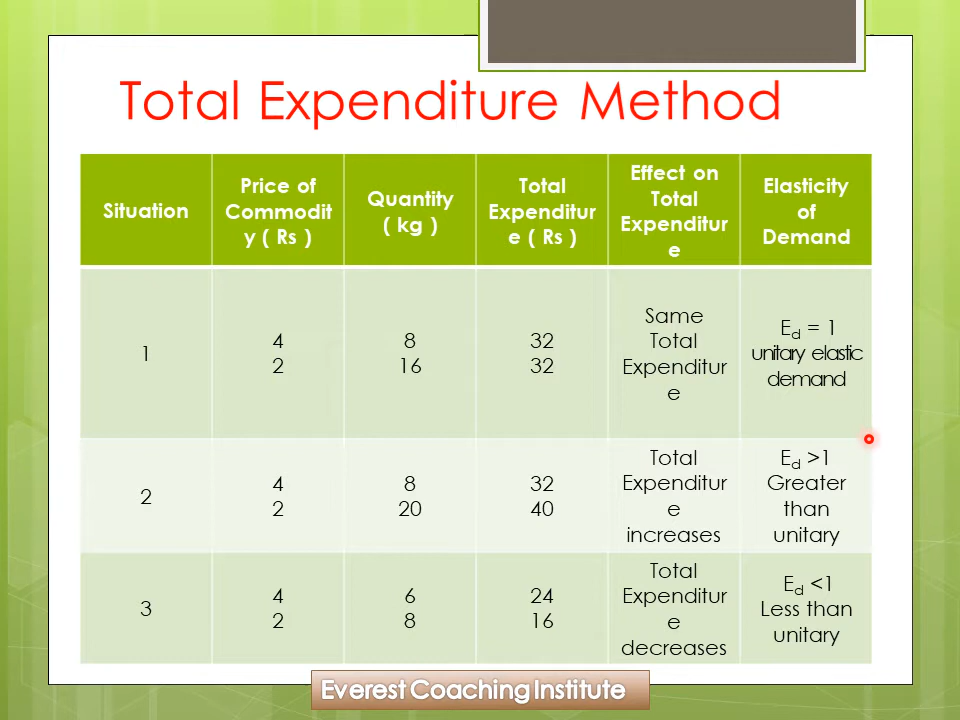 Total Expenditure Method
Situation
Price of
Commodit
y ( Rs )
Quantity
( kg )
Total
Expenditur
e ( Rs )
Effect on
Total
Expenditur
e
Elasticity
of
Demand
1
4
2
8
16
32
32
Same
Total
Expenditur
e
Ed = 1
unitary elastic
demand
2
4
2
8
20
32
40
Total
Expenditur
e
increases
Ed >1
Greater
than
unitary
3
4
2
6
8
24
16
Total
Expenditur
e
decreases
Ed <1
Less than
unitary
Everest Coaching Institute